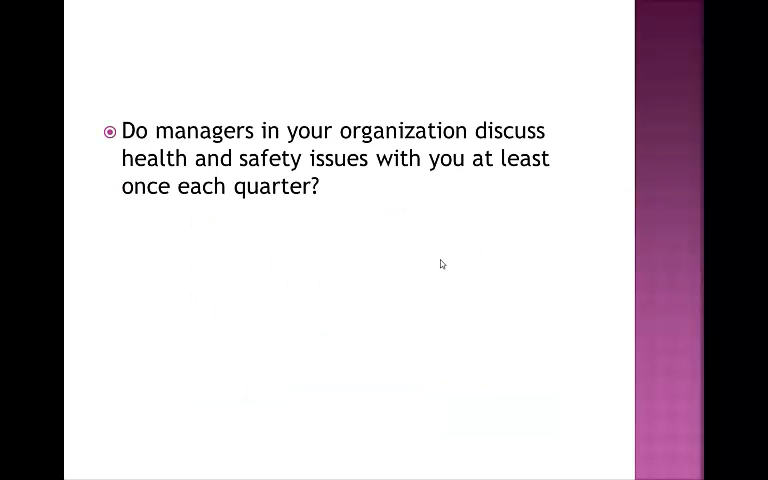 Do managers in your organization discuss
health and safety issues with you at least
once each quarter?